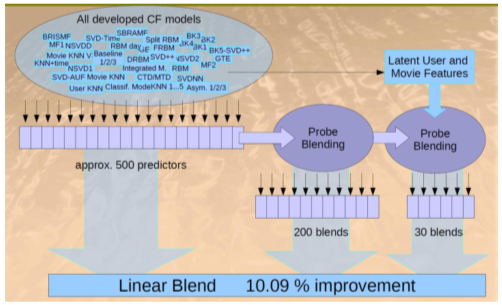 All developed CF models
SBRAMF
BRISMF SVD-Time Split RBM BK3 BK2
MF1 NSVDD RBM day FRBM BK4 BK1 BK5-SVD++
Movie KNN V Baseline 1/2/3 DRBM SVD++ NSVD2 GTE
KNN+time NSVD1 Integrated M. RBM MF2
SVD-AUF Movie KNN CTD/MTD SVDNN
User KNN Classif. ModelKNN 1...5 Asym. 1/2/3
Latent User and
Movie Features
Probe
Blending
Probe
Blending
approx. 500 predictors
200 blends
30 blends
Linear Blend 10.09 % improvement